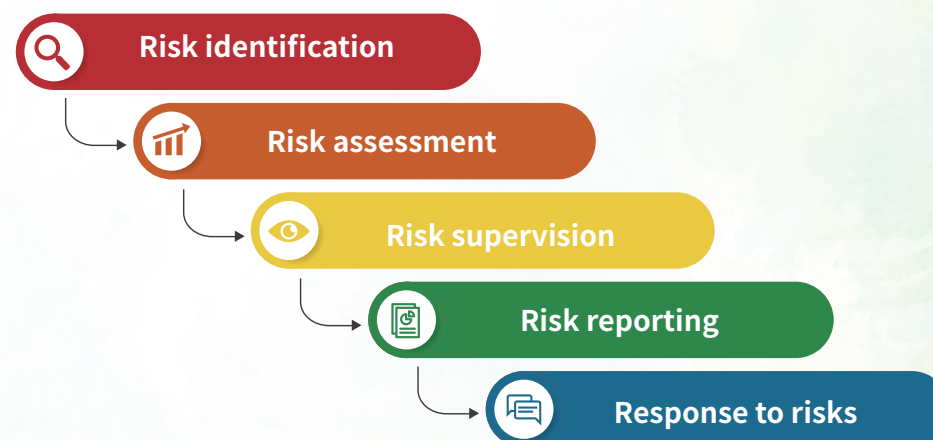 Risk identification
Risk assessment
Risk supervision
Risk reporting
Response to risks